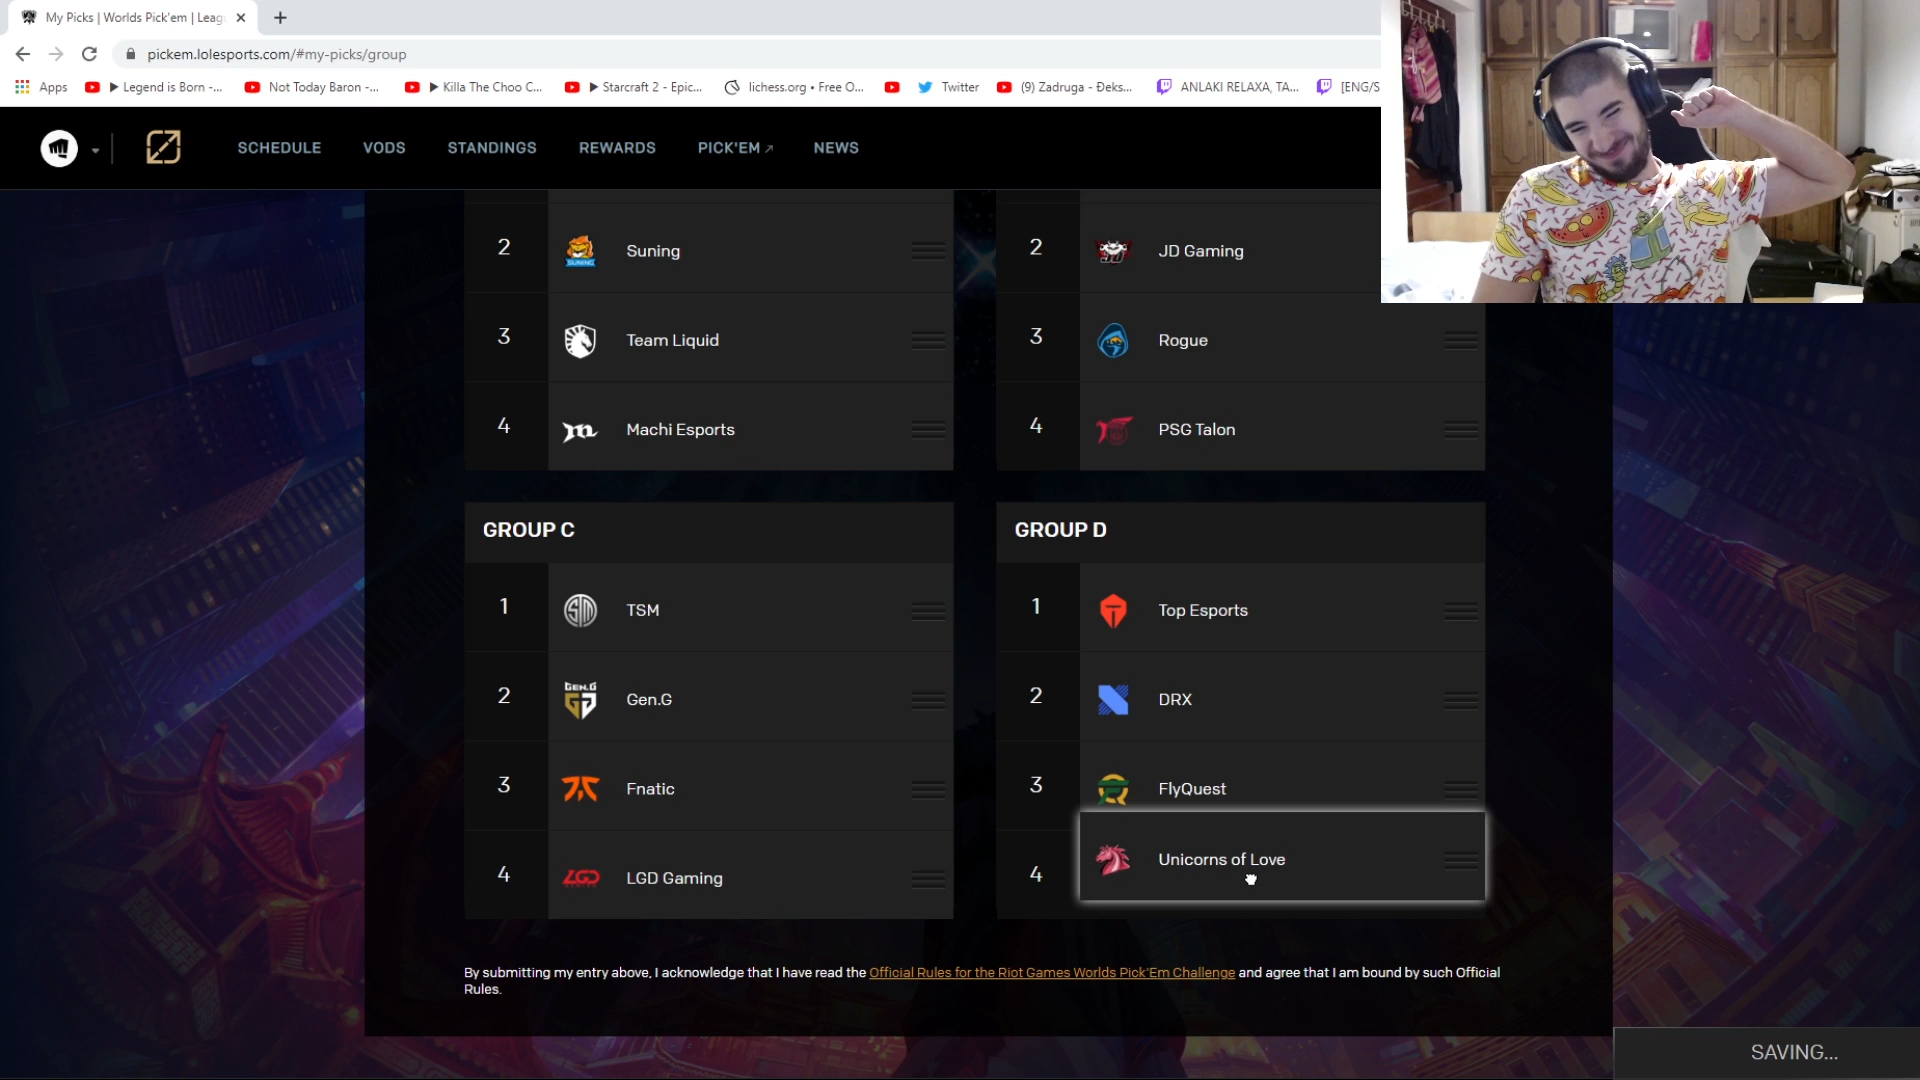 My Picks | Worlds Pick'em | Leag
pickem.lolesports.com/#my-picks/group
Apps
▶ Legend is Born -...
Not Today Baron -...
▶ Killa The Choo C...
▶ Starcraft 2 - Epic...
lichess.org • Free O...
Twitter
(9) Zadruga - Đeks...
ANLAKI RELAXA, TA...
[ENG/S
SCHEDULE
VODS
STANDINGS
REWARDS
PICK'EM ↗
NEWS
2 SUNING Suning
3 Team Liquid
4 Machi Esports
2 JD Gaming
3 Rogue
4 PSG Talon
GROUP C
1 TSM TSM
2 GEN.G Gen.G
3 Fnatic
4 LGD LGD Gaming
GROUP D
1 Top Esports
2 DRX
3 FlyQuest
4 Unicorns of Love
By submitting my entry above, I acknowledge that I have read the Official Rules for the Riot Games Worlds Pick'Em Challenge and agree that I am bound by such Official
Rules.
SAVING...